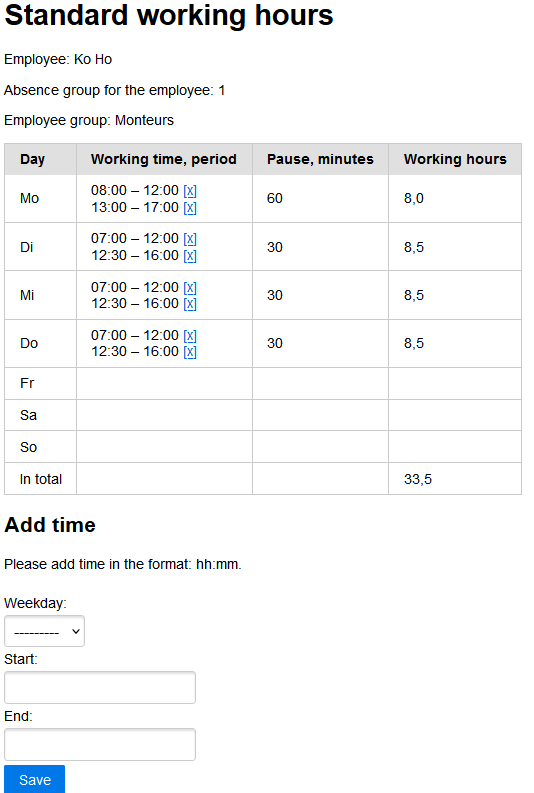 Standard working hours
Employee: Ko Ho
Absence group for the employee: 1
Employee group: Monteurs
Day Working time, period Pause, minutes Working hours
Mo 08:00 – 12:00 [x] 13:00 – 17:00 [x] 60 8,0
Di 07:00 – 12:00 [x] 12:30 – 16:00 [x] 30 8,5
Mi 07:00 – 12:00 [x] 12:30 – 16:00 [x] 30 8,5
Do 07:00 – 12:00 [x] 12:30 – 16:00 [x] 30 8,5
Fr
Sa
So
In total 33,5
Add time
Please add time in the format: hh:mm.
Weekday:
---------
Start:
End:
Save